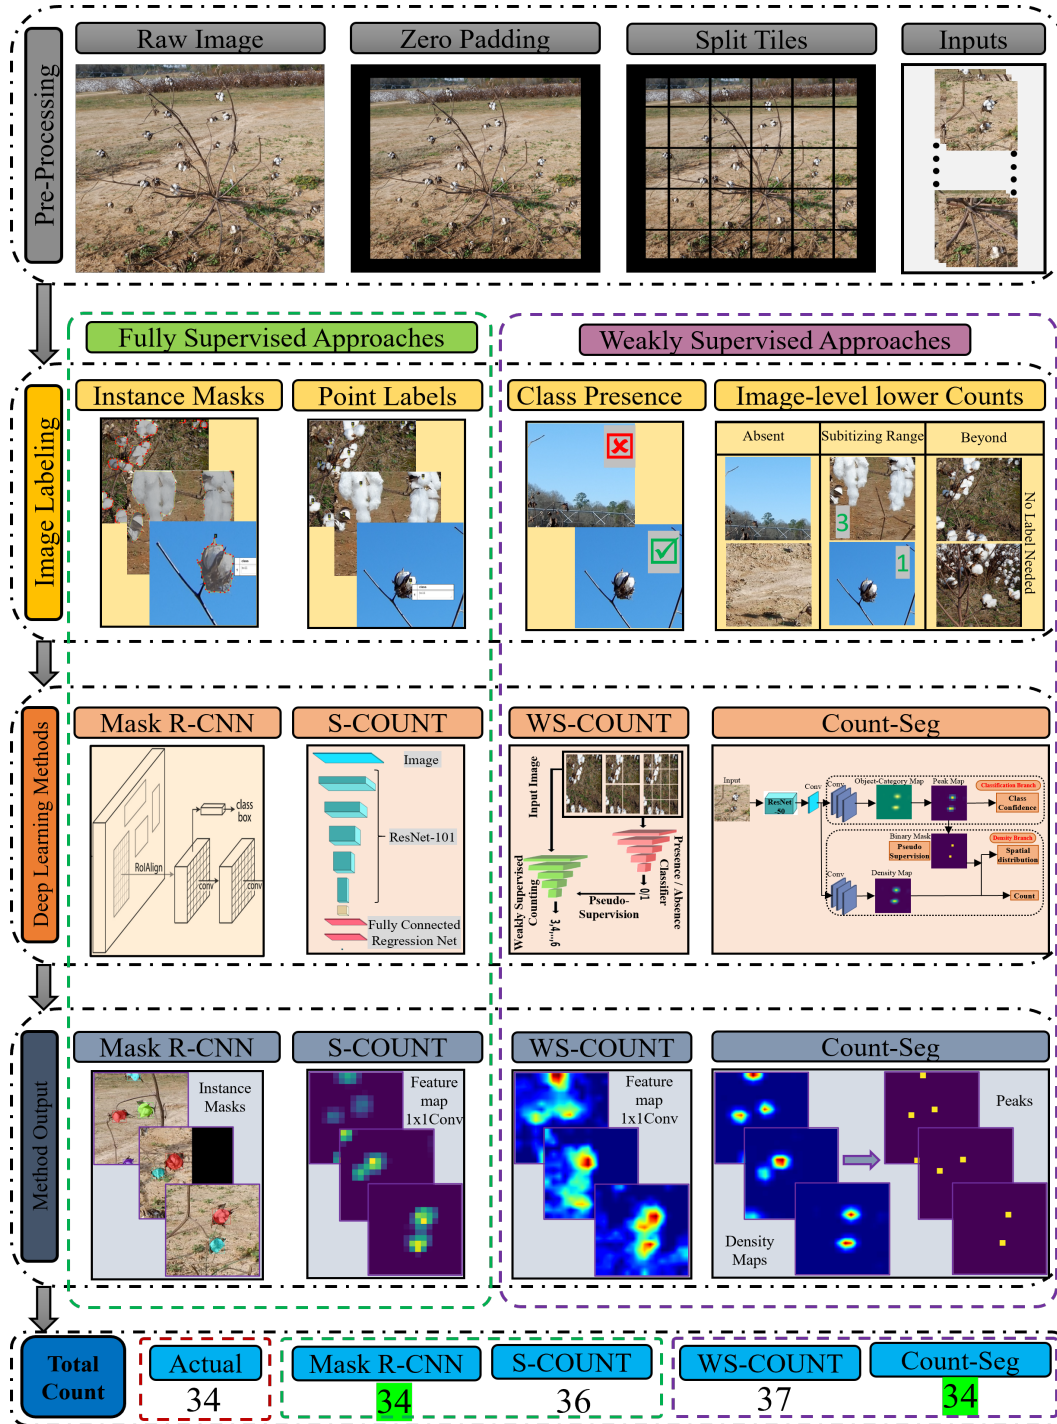 Pre-Processing
Raw Image
Zero Padding
Split Tiles
Inputs
Fully Supervised Approaches
Weakly Supervised Approaches
Image Labeling
Instance Masks
Point Labels
Class Presence
Image-level lower Counts
Absent
Subitizing Range
Beyond
3
1
No Label Needed
Deep Learning Methods
Mask R-CNN
S-COUNT
WS-COUNT
Count-Seg
RoIAlign
class
box
conv
conv
Image
ResNet-101
Fully Connected
Regression Net
Input Image
Presence / Absence
Classifier
0/1
Pseudo-
Supervision
Weakly Supervised
Counting
3,4,..,6
Input
ResNet
-50
Conv
Conv
Object-Category Map
Peak Map
Classification Branch
Class
Confidence
Binary Mask
Pseudo
Supervision
Density Branch
Spatial
distribution
Conv
Density Map
Count
Method Output
Mask R-CNN
S-COUNT
WS-COUNT
Count-Seg
Instance
Masks
Feature
map
1x1Conv
Feature
map
1x1Conv
Peaks
Density
Maps
Total
Count
Actual
Mask R-CNN
S-COUNT
WS-COUNT
Count-Seg
34
34
36
37
34